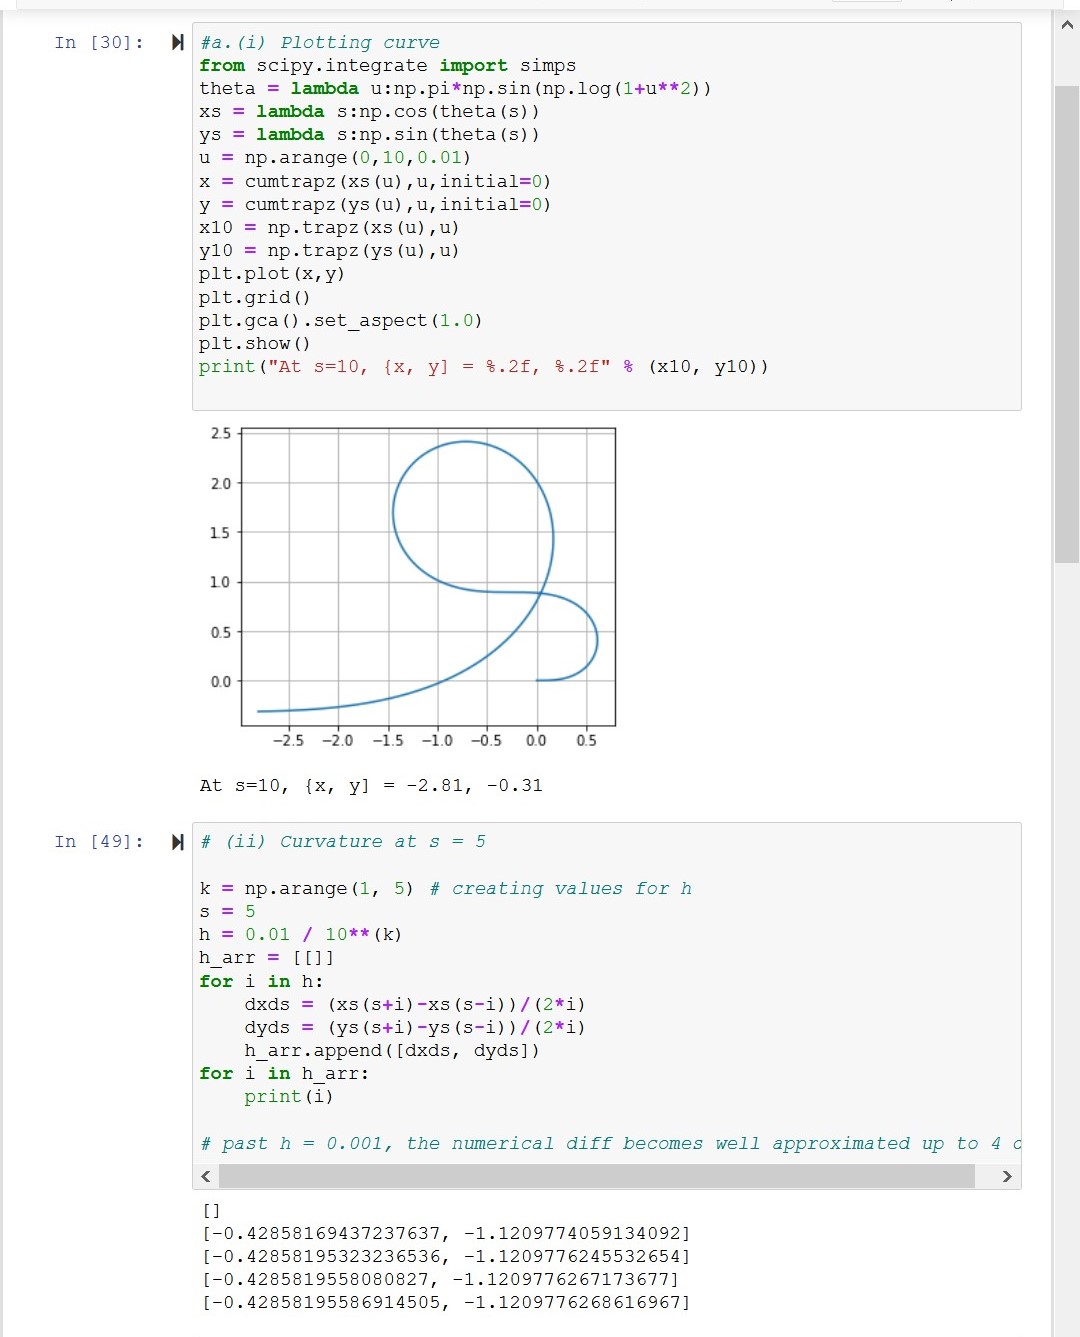 In [30]:
#a.(i) Plotting curve
from scipy.integrate import simps
theta = lambda u:np.pi*np.sin(np.log(1+u**2))
xs = lambda s:np.cos(theta(s))
ys = lambda s:np.sin(theta(s))
u = np.arange(0,10,0.01)
x = cumtrapz(xs(u),u,initial=0)
y = cumtrapz(ys(u),u,initial=0)
x10 = np.trapz(xs(u),u)
y10 = np.trapz(ys(u),u)
plt.plot(x,y)
plt.grid()
plt.gca().set_aspect(1.0)
plt.show()
print("At s=10, {x, y] = %.2f, %.2f" % (x10, y10))
2.5
2.0
1.5
1.0
0.5
0.0
−2.5 −2.0 −1.5 −1.0 −0.5 0.0 0.5
At s=10, {x, y] = -2.81, -0.31
In [49]:
# (ii) Curvature at s = 5
k = np.arange(1, 5) # creating values for h
s = 5
h = 0.01 / 10**(k)
h_arr = [[]]
for i in h:
    dxds = (xs(s+i)-xs(s-i))/(2*i)
    dyds = (ys(s+i)-ys(s-i))/(2*i)
    h_arr.append([dxds, dyds])
for i in h_arr:
    print(i)
# past h = 0.001, the numerical diff becomes well approximated up to 4
[]
[-0.42858169437237637, -1.1209774059134092]
[-0.42858195323236536, -1.1209776245532654]
[-0.4285819558080827, -1.1209776267173677]
[-0.42858195586914505, -1.1209776268616967]